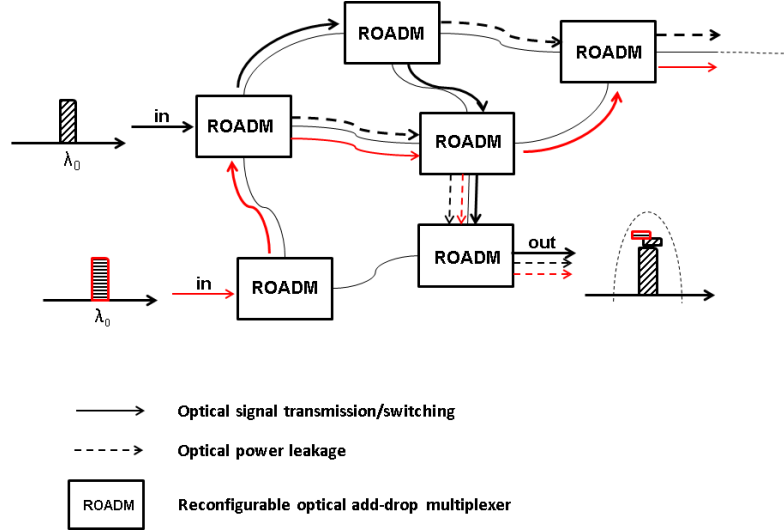 ROADM
ROADM
in
ROADM
ROADM
λ0
ROADM
out
in
ROADM
λ0
Optical signal transmission/switching
Optical power leakage
ROADM
Reconfigurable optical add-drop multiplexer